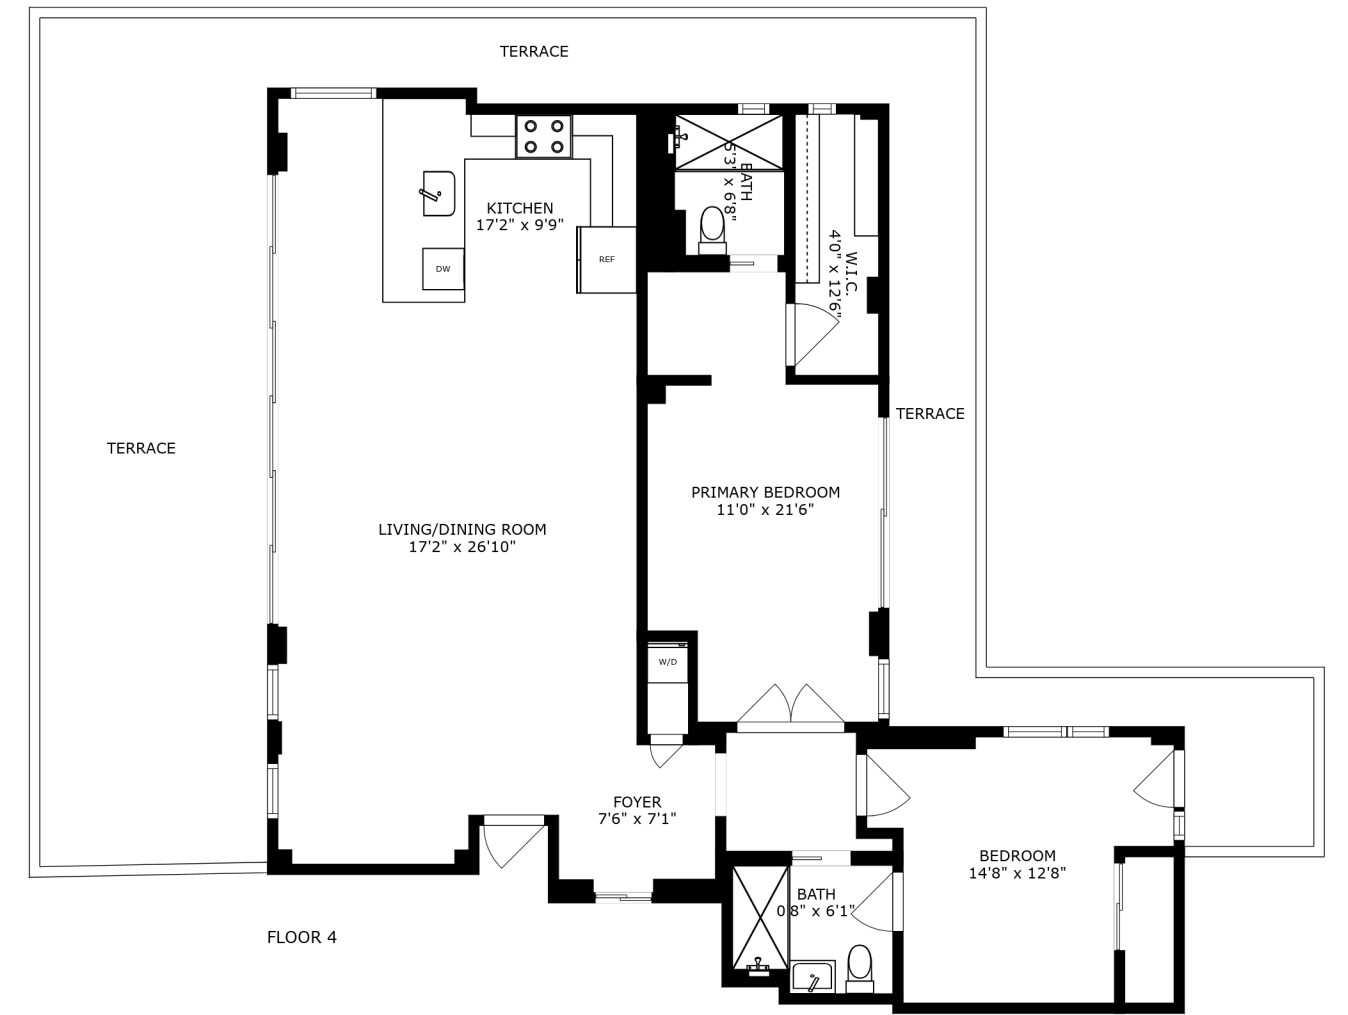 TERRACE
KITCHEN
17'2" x 9'9"
BATH
5'3" x 6'8"
REF
DW
W.I.C.
4'0" x 12'6"
TERRACE
TERRACE
PRIMARY BEDROOM
11'0" x 21'6"
LIVING/DINING ROOM
17'2" x 26'10"
W/D
FOYER
7'6" x 7'1"
BEDROOM
14'8" x 12'8"
BATH
0'8" x 6'1"
FLOOR 4